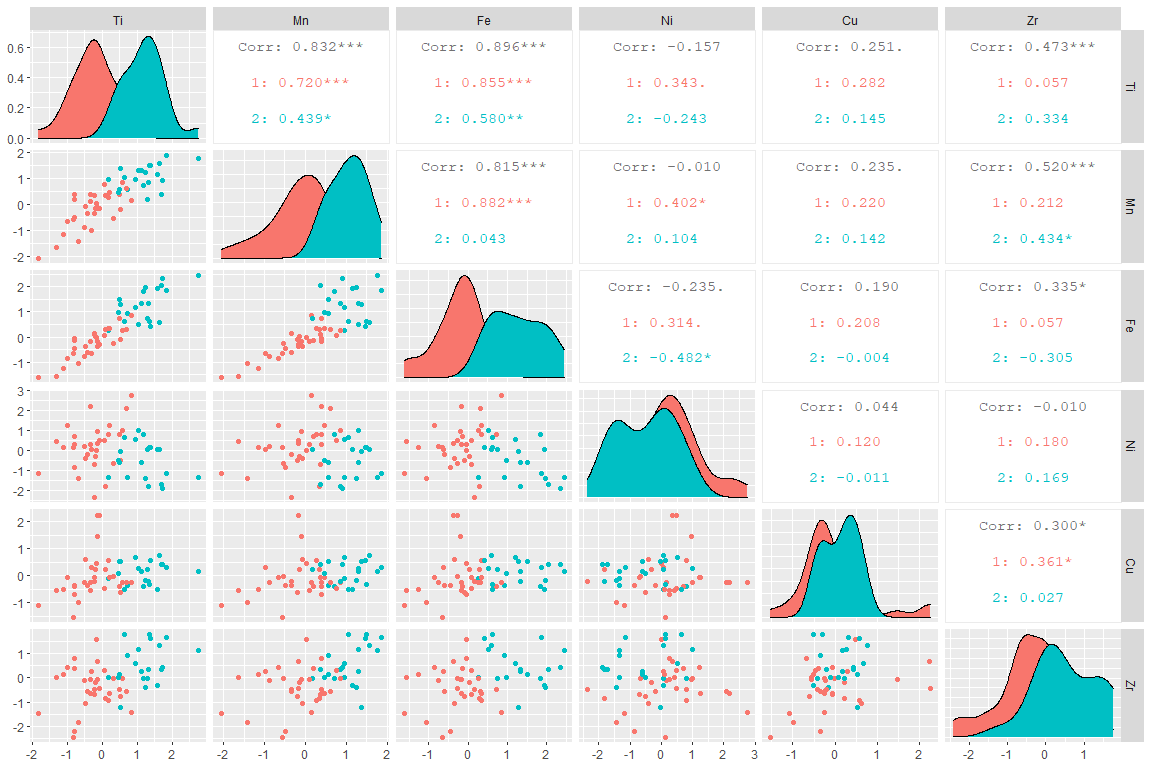 Ti Mn Fe Ni Cu Zr
0.6 Corr: 0.832*** Corr: 0.896*** Corr: -0.157 Corr: 0.251. Corr: 0.473***
0.4 1: 0.720*** 1: 0.855*** 1: 0.343. 1: 0.282 1: 0.057 Ti
0.2 2: 0.439* 2: 0.580** 2: -0.243 2: 0.145 2: 0.334
0.0
2 Corr: 0.815*** Corr: -0.010 Corr: 0.235. Corr: 0.520***
1
0 1: 0.882*** 1: 0.402* 1: 0.220 1: 0.212 Mn
-1 2: 0.043 2: 0.104 2: 0.142 2: 0.434*
-2
2 Corr: -0.235. Corr: 0.190 Corr: 0.335*
1 1: 0.314. 1: 0.208 1: 0.057 Fe
0
-1 2: -0.482* 2: -0.004 2: -0.305
3
2 Corr: 0.044 Corr: -0.010
1 1: 0.120 1: 0.180 Ni
0
-1 2: -0.011 2: 0.169
-2
2 Corr: 0.300*
1 1: 0.361* Cu
0 2: 0.027
-1
1
0 Zr
-1
-2
-2 -1 0 1 2 -2 -1 0 1 2 -1 0 1 2 -2 -1 0 1 2 3 -1 0 1 2 -2 -1 0 1